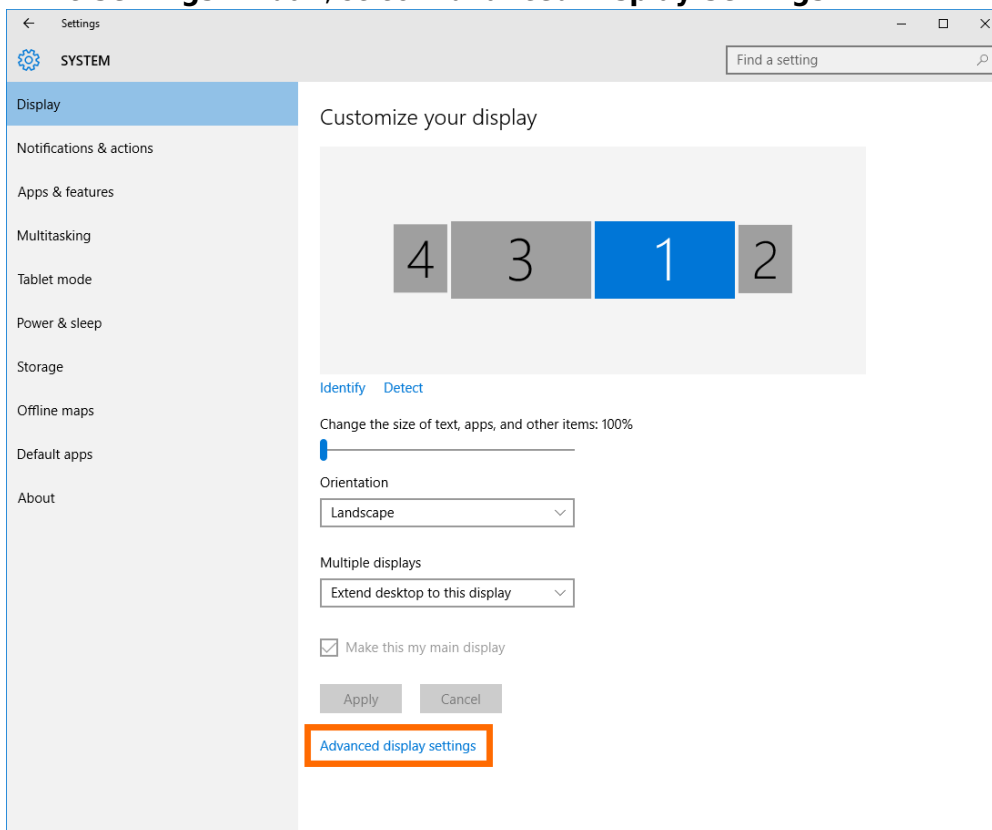 Settings
SYSTEM
Find a setting
Display
Notifications & actions
Apps & features
Multitasking
Tablet mode
Power & sleep
Storage
Offline maps
Default apps
About
Customize your display
4 3 1 2
Identify Detect
Change the size of text, apps, and other items: 100%
Orientation
Landscape
Multiple displays
Extend desktop to this display
Make this my main display
Apply Cancel
Advanced display settings